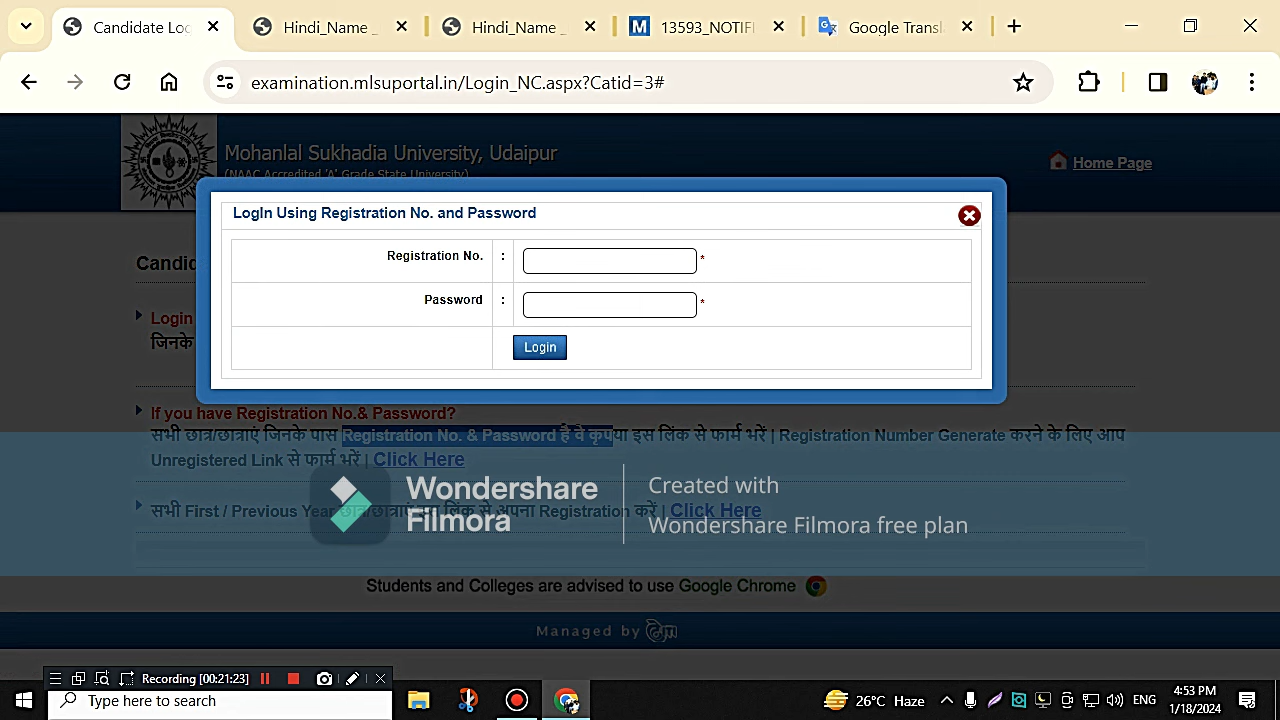 Candidate Log
Hindi_Name_
Hindi_Name_
13593_NOTIFI
Google Transl
examination.mlsuportal.in/Login_NC.aspx?Catid=3#
Mohanlal Sukhadia University, Udaipur
(NAAC Accredited 'A' Grade State University)
Home Page
LogIn Using Registration No. and Password
Registration No. : *
Password : *
Login
Candid
Login
जिनके
If you have Registration No.& Password?
सभी छात्र/छात्राएं जिनके पास Registration No. & Password है वे कृपया इस लिंक से फार्म भरें | Registration Number Generate करने के लिए आप
Unregistered Link से फार्म भरें | Click Here
सभी First / Previous Year छात्र/छात्राएं इस लिंक से अपना Registration करें | Click Here
Wondershare
Filmora
Created with
Wondershare Filmora free plan
Students and Colleges are advised to use Google Chrome
Managed by
Recording [00:21:23]
Type here to search
26°C Haze
ENG
4:53 PM
1/18/2024